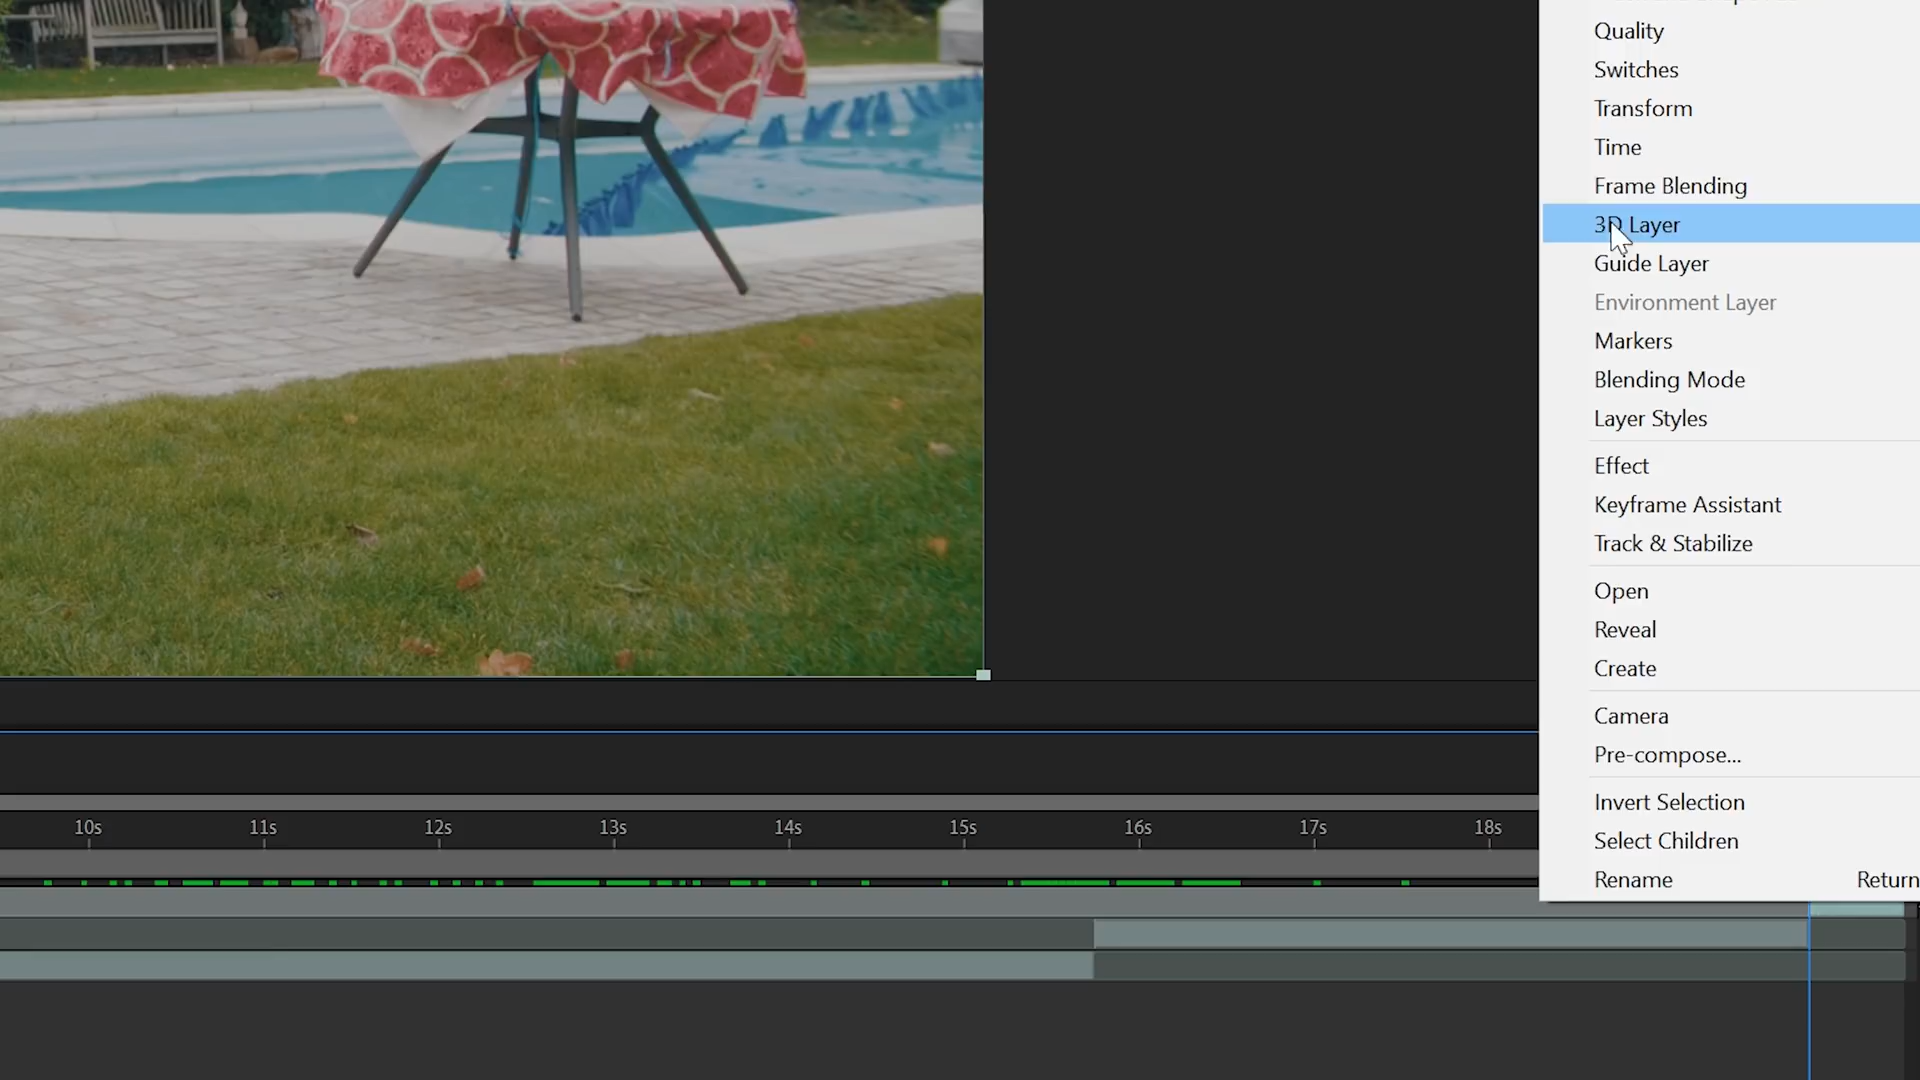 Quality
Switches
Transform
Time
Frame Blending
3D Layer
Guide Layer
Environment Layer
Markers
Blending Mode
Layer Styles
Effect
Keyframe Assistant
Track & Stabilize
Open
Reveal
Create
Camera
Pre-compose...
Invert Selection
Select Children
Rename Return
10s 11s 12s 13s 14s 15s 16s 17s 18s